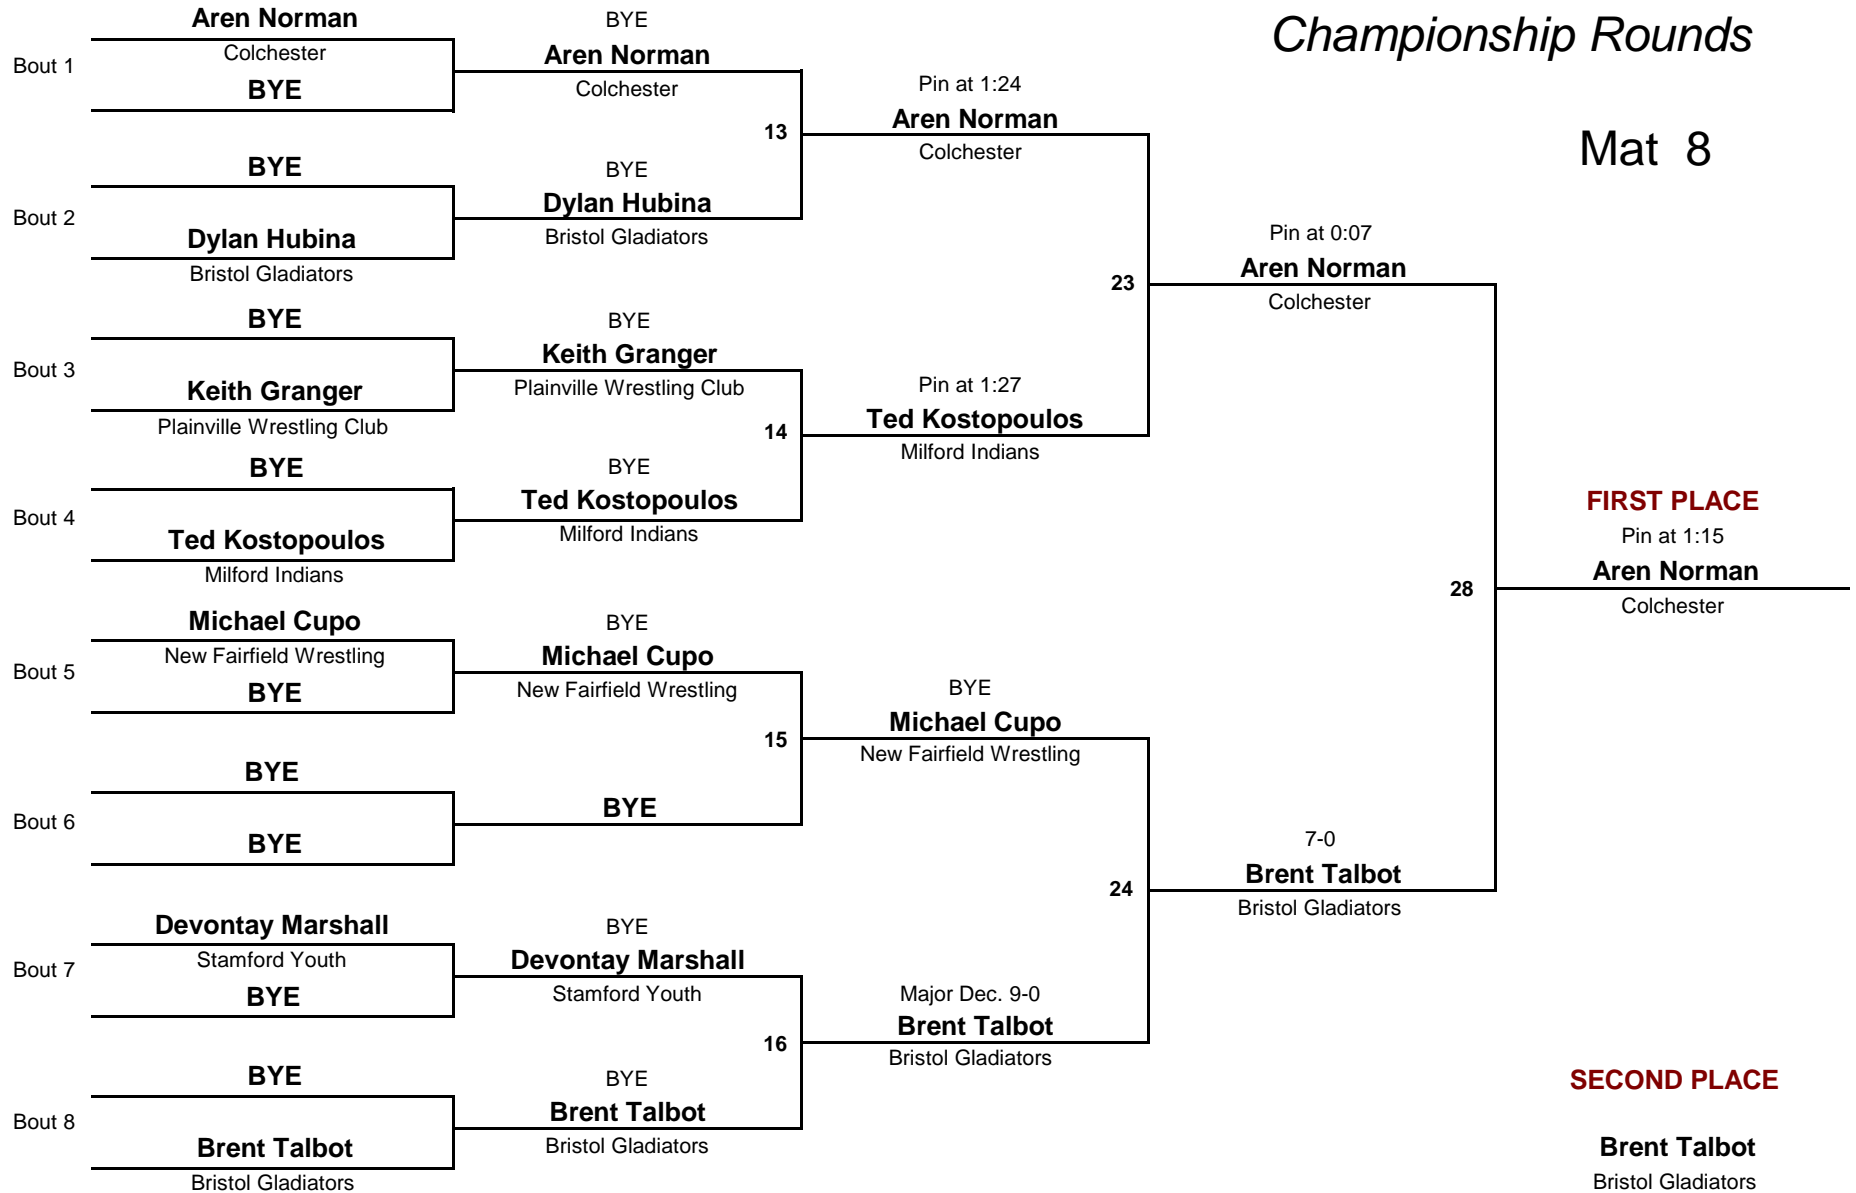 Championship Rounds
Mat 8
Bout 1
Aren Norman
Colchester
BYE
Bout 2
BYE
Dylan Hubina
Bristol Gladiators
Bout 3
BYE
Keith Granger
Plainville Wrestling Club
Bout 4
BYE
Ted Kostopoulos
Milford Indians
Bout 5
Michael Cupo
New Fairfield Wrestling
BYE
Bout 6
BYE
BYE
Bout 7
Devontay Marshall
Stamford Youth
BYE
Bout 8
BYE
Brent Talbot
Bristol Gladiators
BYE
Aren Norman
Colchester
13
BYE
Dylan Hubina
Bristol Gladiators
BYE
Keith Granger
Plainville Wrestling Club
14
BYE
Ted Kostopoulos
Milford Indians
BYE
Michael Cupo
New Fairfield Wrestling
15
BYE
BYE
Devontay Marshall
Stamford Youth
16
BYE
Brent Talbot
Bristol Gladiators
Pin at 1:24
Aren Norman
Colchester
23
Pin at 1:27
Ted Kostopoulos
Milford Indians
BYE
Michael Cupo
New Fairfield Wrestling
24
Major Dec. 9-0
Brent Talbot
Bristol Gladiators
Pin at 0:07
Aren Norman
Colchester
28
7-0
Brent Talbot
Bristol Gladiators
FIRST PLACE
Pin at 1:15
Aren Norman
Colchester
SECOND PLACE
Brent Talbot
Bristol Gladiators